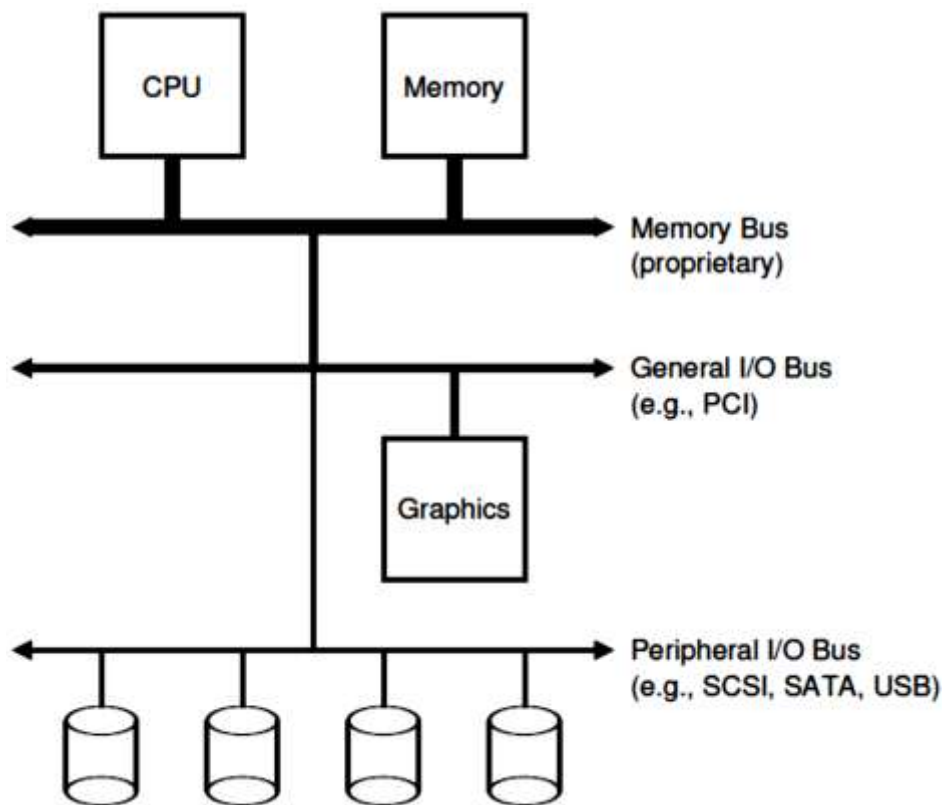 CPU
Memory
Memory Bus
(proprietary)
General I/O Bus
(e.g., PCI)
Graphics
Peripheral I/O Bus
(e.g., SCSI, SATA, USB)